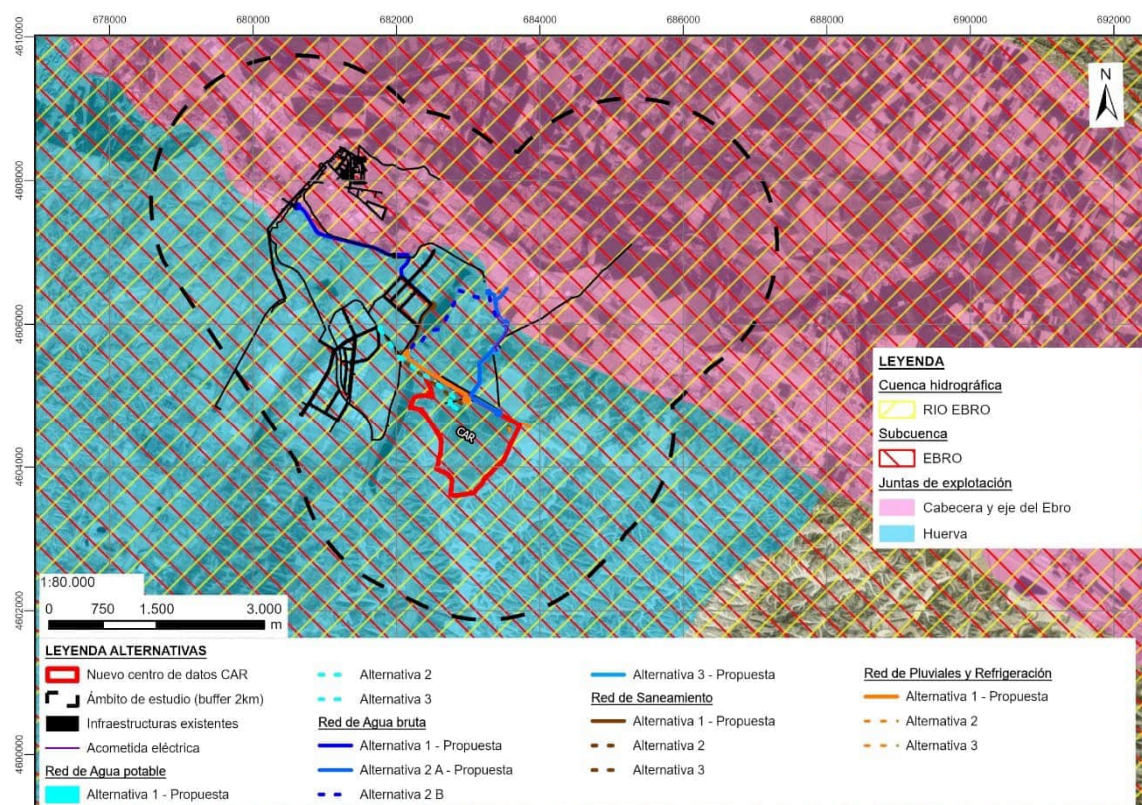 678000 680000 682000 684000 686000 688000 690000 692000
4610000
N
4608000
4606000
LEYENDA
Cuenca hidrográfica
RIO EBRO
Subcuenca
EBRO
Juntas de explotación
Cabecera y eje del Ebro
Huerva
CAR
4604000
1:80.000
0 750 1.500 3.000
m
4602000
LEYENDA ALTERNATIVAS
Nuevo centro de datos CAR
Ámbito de estudio (buffer 2km)
Infraestructuras existentes
Acometida eléctrica
Red de Agua potable
Alternativa 1 - Propuesta
Alternativa 2
Alternativa 3
Red de Agua bruta
Alternativa 1 - Propuesta
Alternativa 2 A - Propuesta
Alternativa 2 B
Alternativa 3 - Propuesta
Red de Saneamiento
Alternativa 1 - Propuesta
Alternativa 2
Alternativa 3
Red de Pluviales y Refrigeración
Alternativa 1 - Propuesta
Alternativa 2
Alternativa 3
4600000